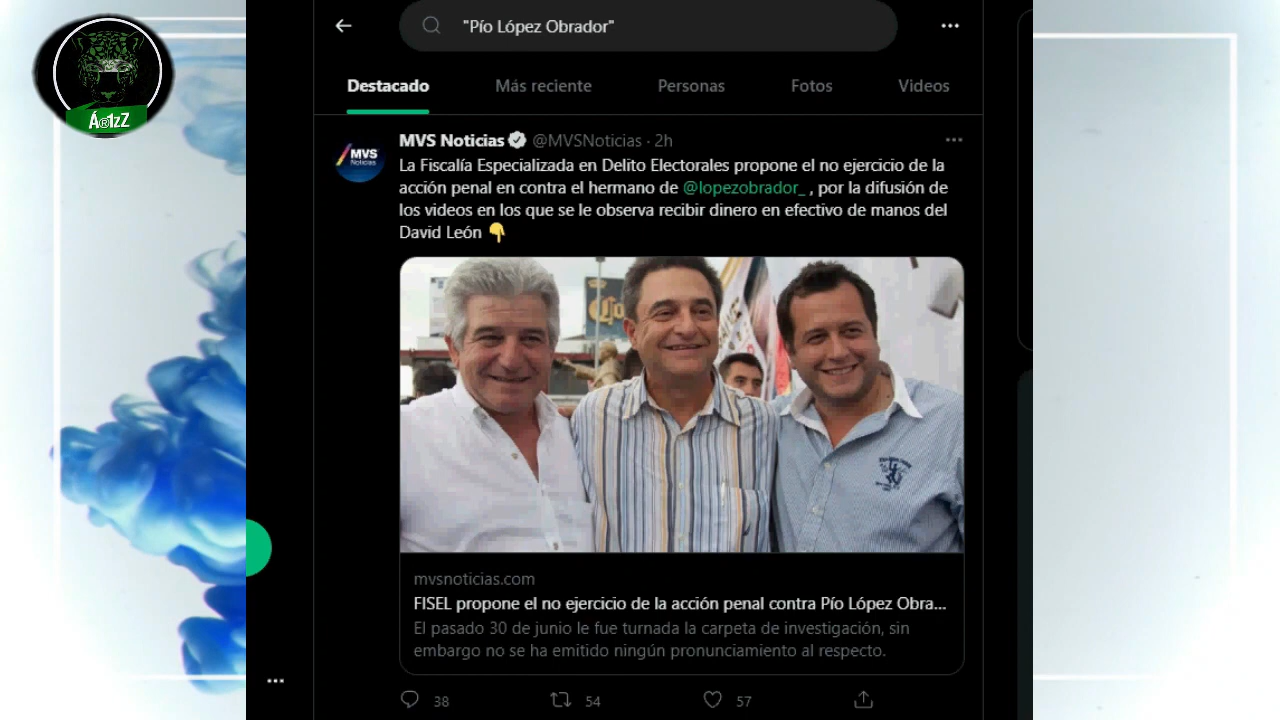 "Pío López Obrador"
Destacado
Más reciente
Personas
Fotos
Videos
Á®1zZ
MVS Noticias @MVSNoticias · 2h
MVS
Noticias
La Fiscalía Especializada en Delito Electorales propone el no ejercicio de la
acción penal en contra el hermano de @lopezobrador_ , por la difusión de
los videos en los que se le observa recibir dinero en efectivo de manos del
David León 👇
mvsnoticias.com
FISEL propone el no ejercicio de la acción penal contra Pío López Obra...
El pasado 30 de junio le fue turnada la carpeta de investigación, sin
embargo no se ha emitido ningún pronunciamiento al respecto.
38
54
57